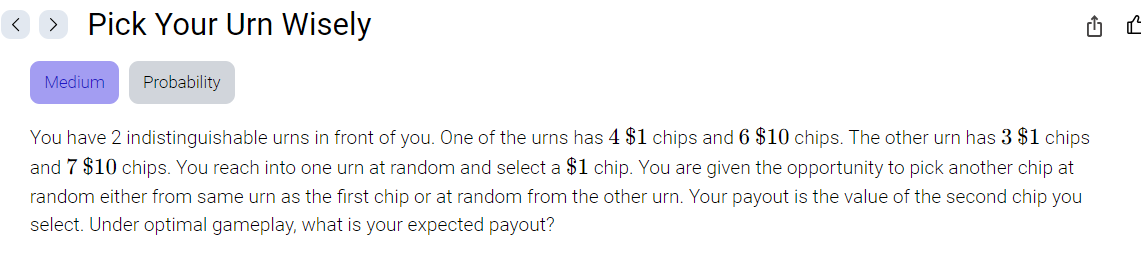 Pick Your Urn Wisely
Medium
Probability
You have 2 indistinguishable urns in front of you. One of the urns has 4 $1 chips and 6 $10 chips. The other urn has 3 $1 chips
and 7 $10 chips. You reach into one urn at random and select a $1 chip. You are given the opportunity to pick another chip at
random either from same urn as the first chip or at random from the other urn. Your payout is the value of the second chip you
select. Under optimal gameplay, what is your expected payout?